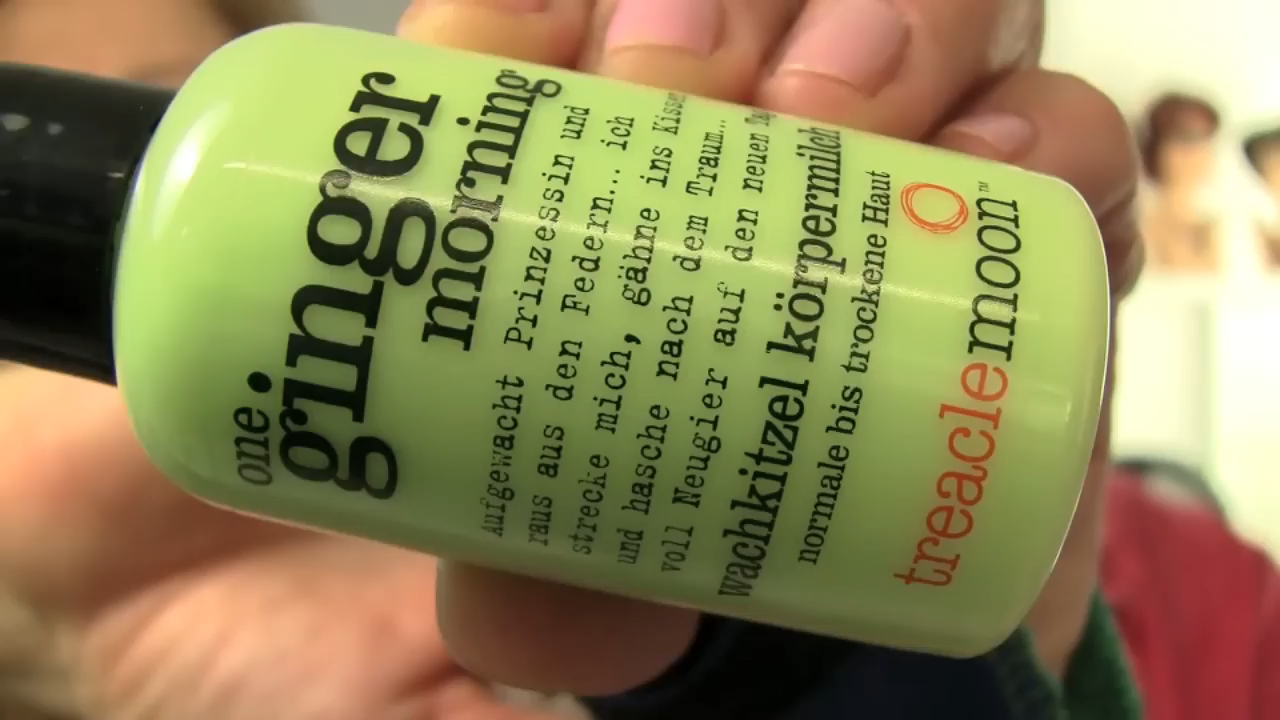 one.
ginger
morning
Aufgewacht Prinzessin und
raus aus den Federn... ich
strecke mich, gähne ins Kissen
und hasche nach dem Traum...
voll Neugier auf den neuen
wachkitzel körpermilch
normale bis trockene Haut
treaclemoon™